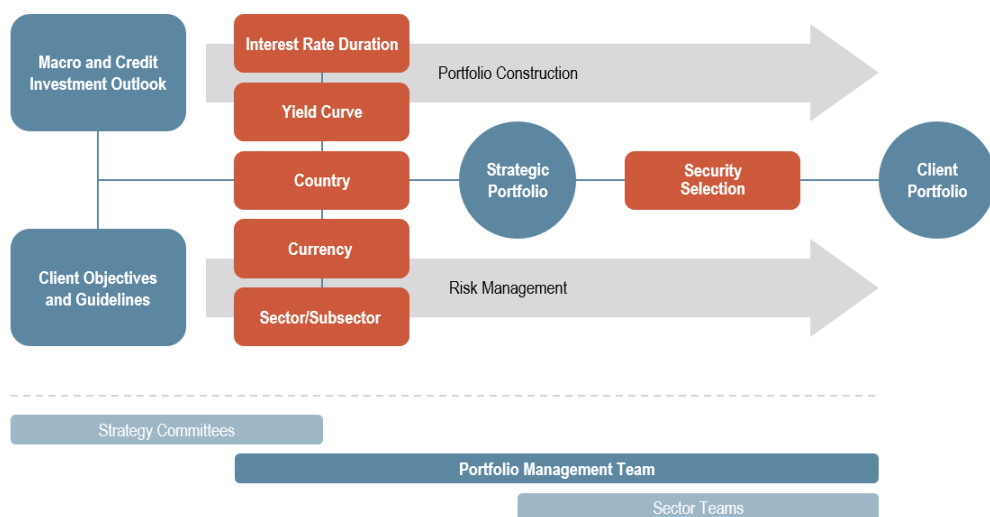 Macro and Credit
Investment Outlook
Client Objectives
and Guidelines
Interest Rate Duration
Yield Curve
Country
Currency
Sector/Subsector
Portfolio Construction
Strategic
Portfolio
Security
Selection
Client
Portfolio
Risk Management
Strategy Committees
Portfolio Management Team
Sector Teams